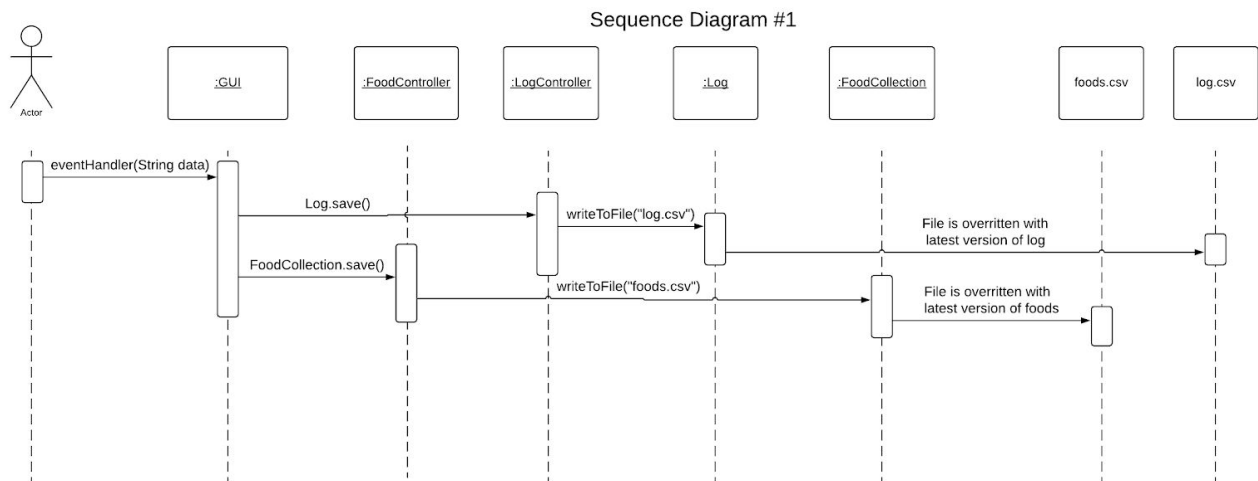 Sequence Diagram #1
Actor
:GUI
:FoodController
:LogController
:Log
:FoodCollection
foods.csv
log.csv
eventHandler(String data)
Log.save()
writeToFile("log.csv")
File is overritten with
latest version of log
FoodCollection.save()
writeToFile("foods.csv")
File is overritten with
latest version of foods